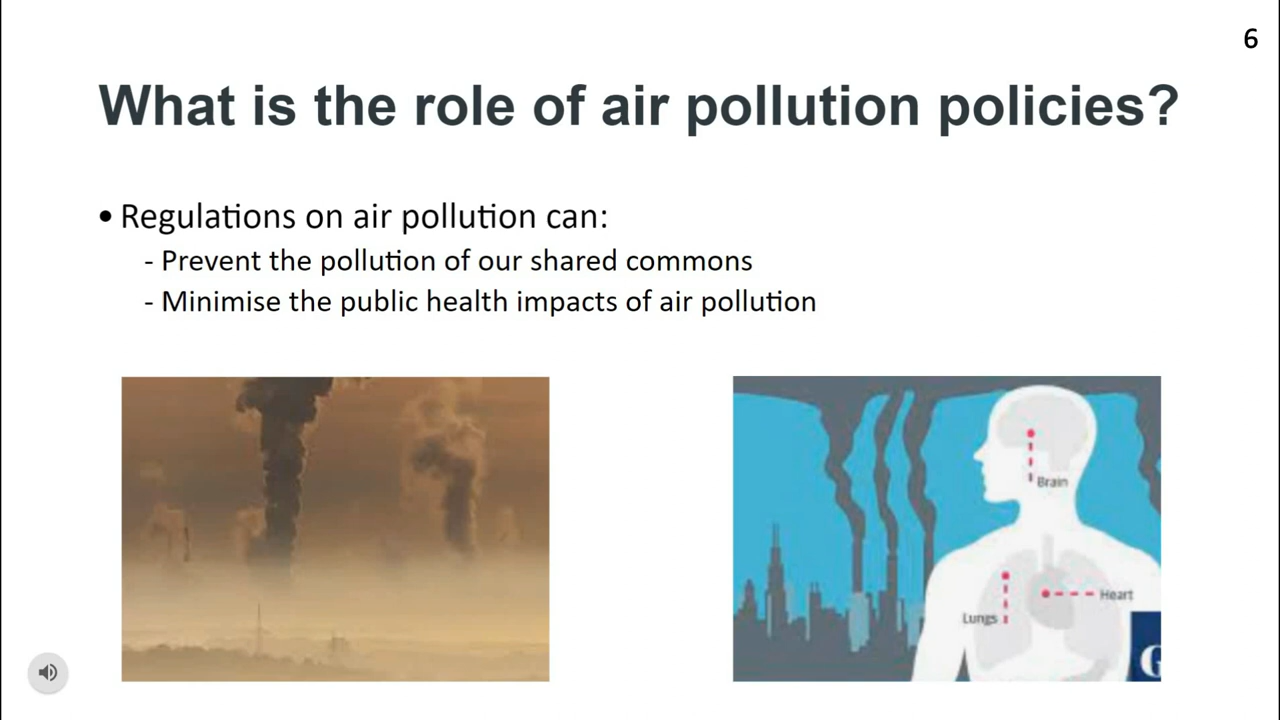 6
What is the role of air pollution policies?
• Regulations on air pollution can:
- Prevent the pollution of our shared commons
- Minimise the public health impacts of air pollution
Brain
Heart
Lungs
G